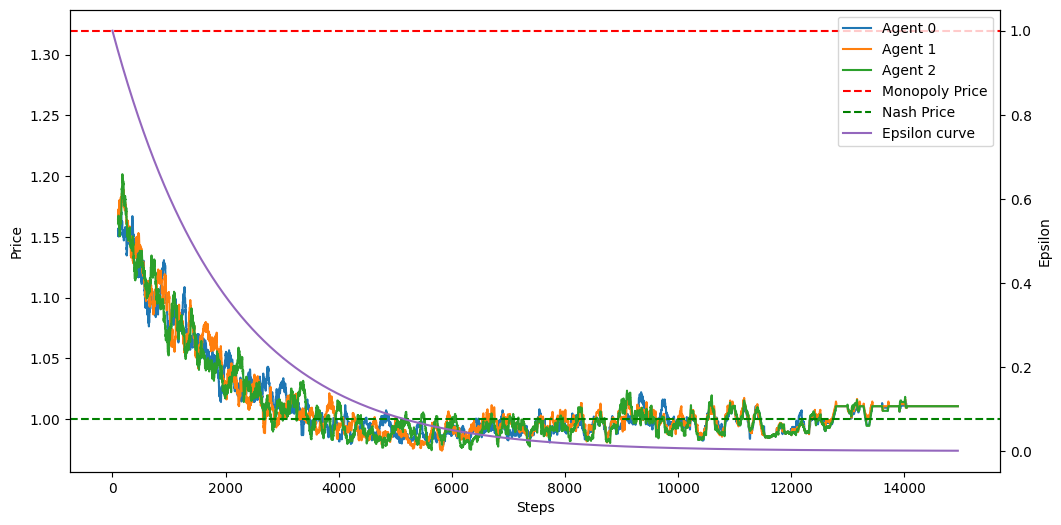 Agent 0
Agent 1
Agent 2
Monopoly Price
Nash Price
Epsilon curve
1.30
1.25
1.20
1.15
1.10
1.05
1.00
Price
1.0
0.8
0.6
0.4
0.2
0.0
Epsilon
0 2000 4000 6000 8000 10000 12000 14000
Steps